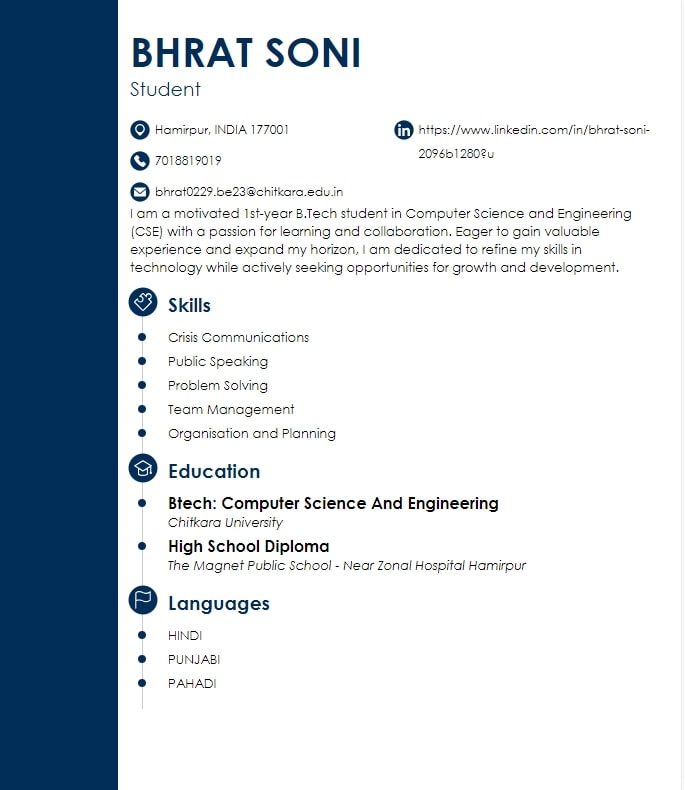 BHRAT SONI
Student
Hamirpur, INDIA 177001
7018819019
bhrat0229.be23@chitkara.edu.in
https://www.linkedin.com/in/bhrat-soni-
2096b1280?u
I am a motivated 1st-year B.Tech student in Computer Science and Engineering
(CSE) with a passion for learning and collaboration. Eager to gain valuable
experience and expand my horizon, I am dedicated to refine my skills in
technology while actively seeking opportunities for growth and development.
Skills
Crisis Communications
Public Speaking
Problem Solving
Team Management
Organisation and Planning
Education
Btech: Computer Science And Engineering
Chitkara University
High School Diploma
The Magnet Public School - Near Zonal Hospital Hamirpur
Languages
HINDI
PUNJABI
PAHADI